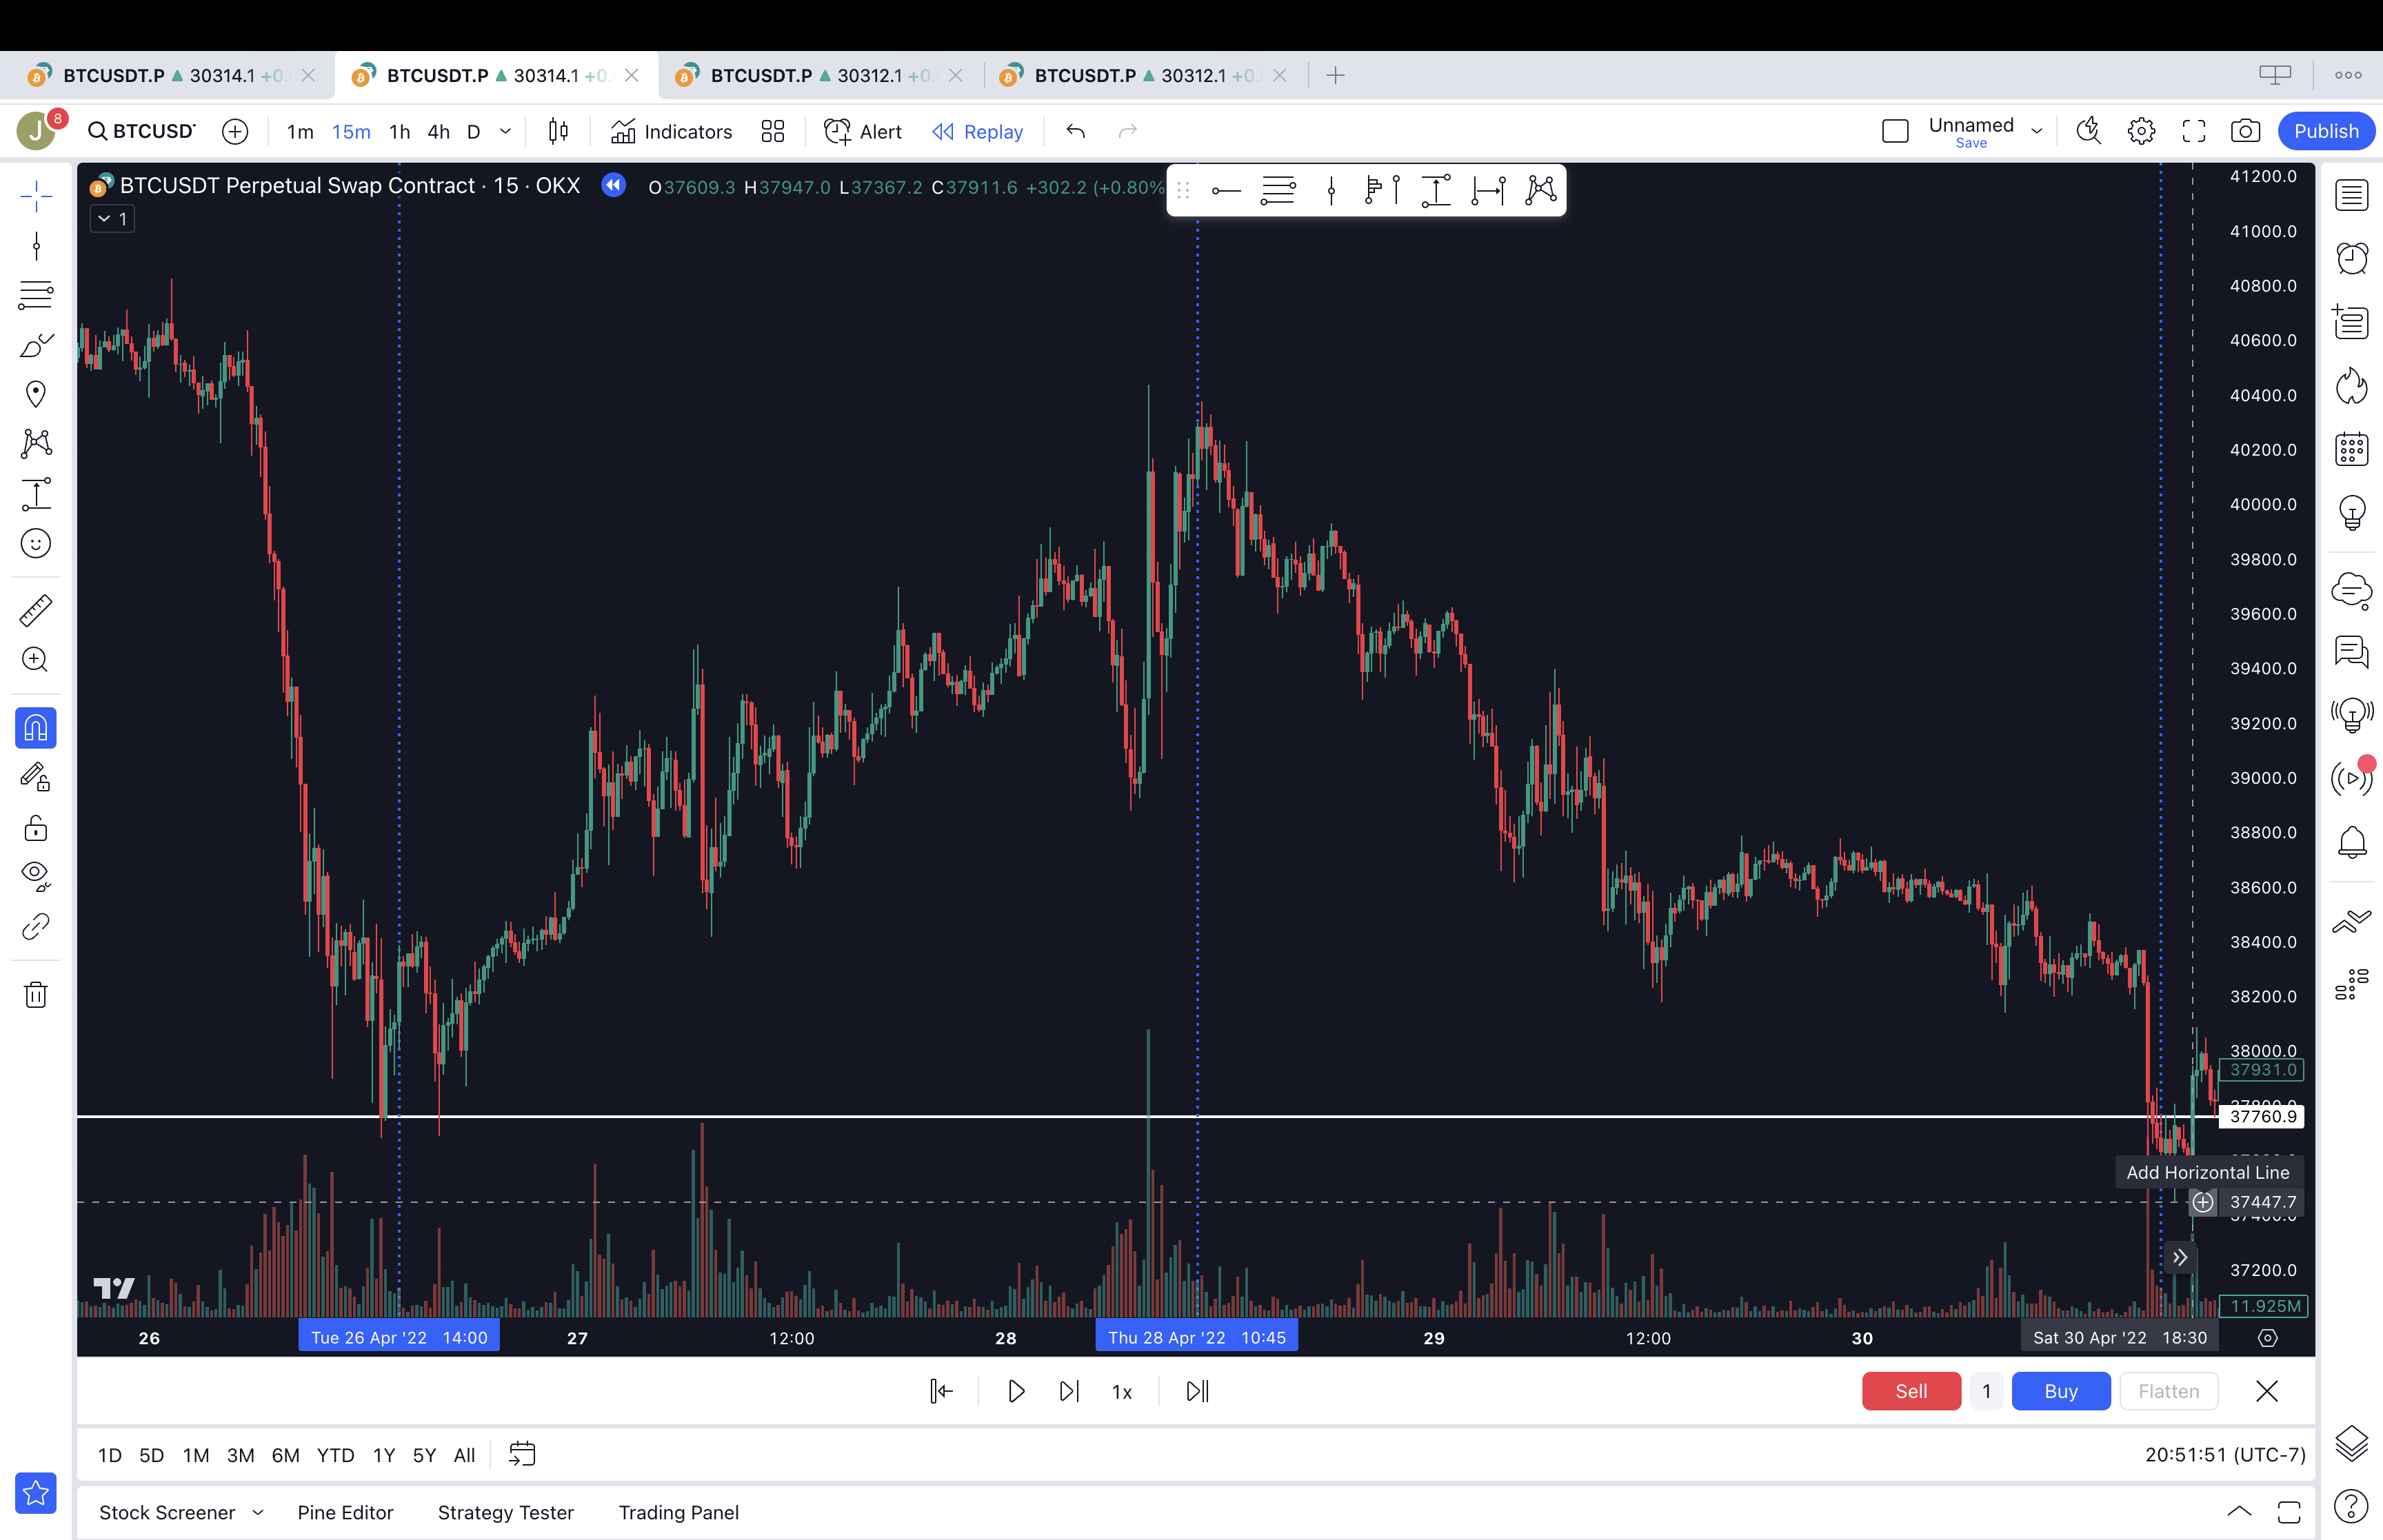 BTCUSDT.P ▲ 30314.1 +0.
BTCUSDT.P ▲ 30314.1 +0.
BTCUSDT.P ▲ 30312.1 +0.
BTCUSDT.P ▲ 30312.1 +0.
J
8
BTCUSD
1m 15m 1h 4h D
Indicators
Alert
Replay
Unnamed
Save
Publish
BTCUSDT Perpetual Swap Contract · 15 · OKX
O37609.3 H37947.0 L37367.2 C37911.6 +302.2 (+0.80%
1
41200.0
41000.0
40800.0
40600.0
40400.0
40200.0
40000.0
39800.0
39600.0
39400.0
39200.0
39000.0
38800.0
38600.0
38400.0
38200.0
38000.0
37931.0
37800.0
37760.9
Add Horizontal Line
37447.7
37400.0
37200.0
11.925M
26
Tue 26 Apr '22 14:00
27
12:00
28
Thu 28 Apr '22 10:45
29
12:00
30
Sat 30 Apr '22 18:30
1x
Sell
1
Buy
Flatten
1D 5D 1M 3M 6M YTD 1Y 5Y All
20:51:51 (UTC-7)
Stock Screener
Pine Editor
Strategy Tester
Trading Panel